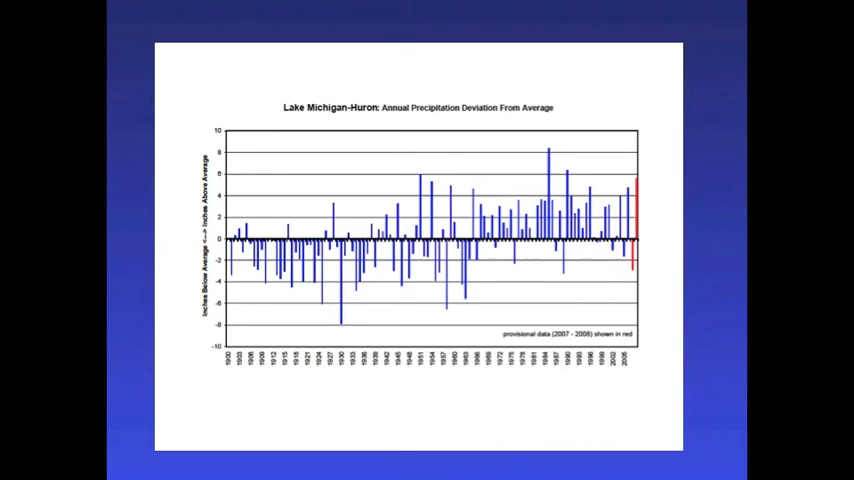 Lake Michigan-Huron: Annual Precipitation Deviation From Average
Inches Below Average <--> Inches Above Average
10
8
6
4
2
0
-2
-4
-6
-8
-10
provisional data (2007 - 2008) shown in red
1900 1903 1906 1909 1912 1915 1918 1921 1924 1927 1930 1933 1936 1939 1942 1945 1948 1951 1954 1957 1960 1963 1966 1969 1972 1975 1978 1981 1984 1987 1990 1993 1996 1999 2002 2005